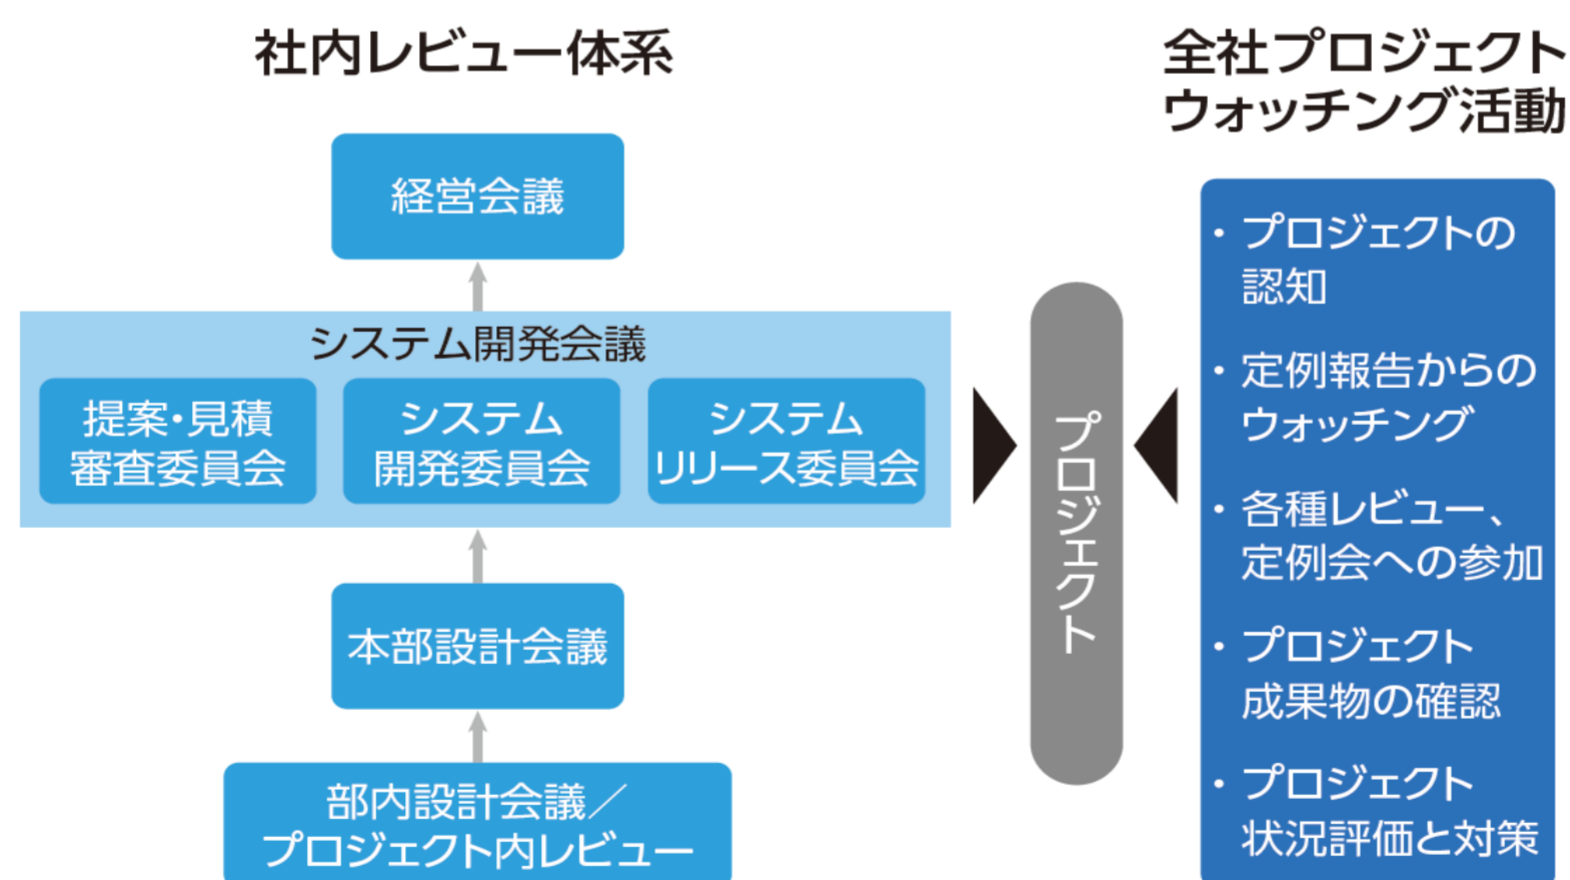 社内レビュー体系
経営会議
システム開発会議
提案・見積
審査委員会
システム
開発委員会
システム
リリース委員会
本部設計会議
部内設計会議／
プロジェクト内レビュー
プロジェクト
全社プロジェクト
ウォッチング活動
・プロジェクトの
認知
・定例報告からの
ウォッチング
・各種レビュー、
定例会への参加
・プロジェクト
成果物の確認
・プロジェクト
状況評価と対策